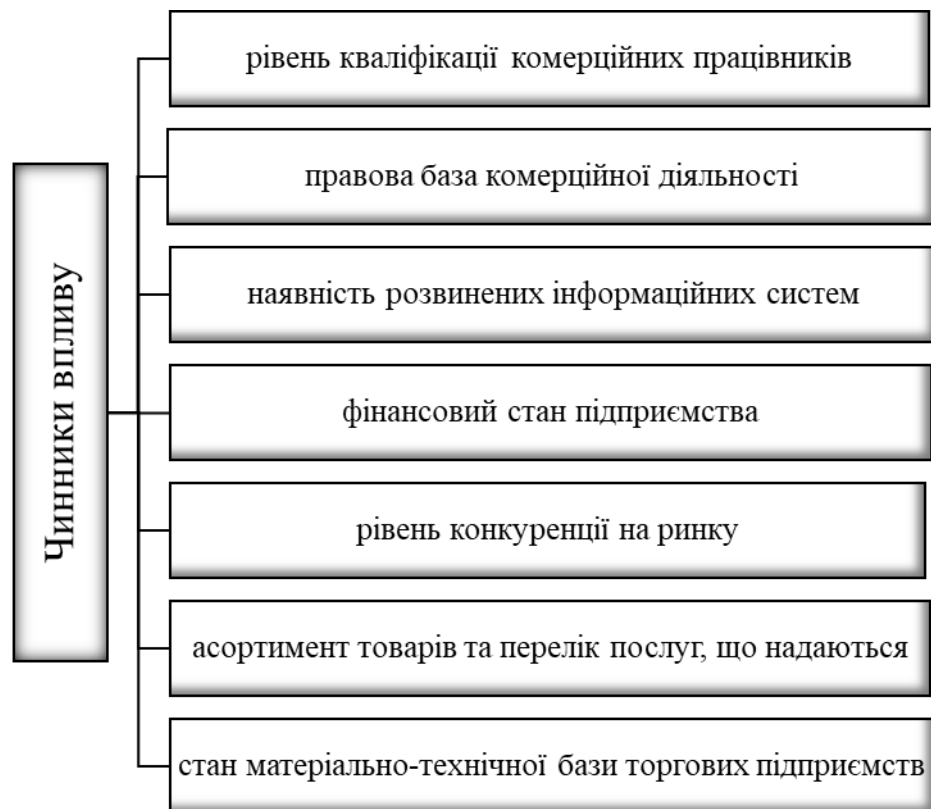 Чинники впливу
рівень кваліфікації комерційних працівників
правова база комерційної діяльності
наявність розвинених інформаційних систем
фінансовий стан підприємства
рівень конкуренції на ринку
асортимент товарів та перелік послуг, що надаються
стан матеріально-технічної бази торгових підприємств